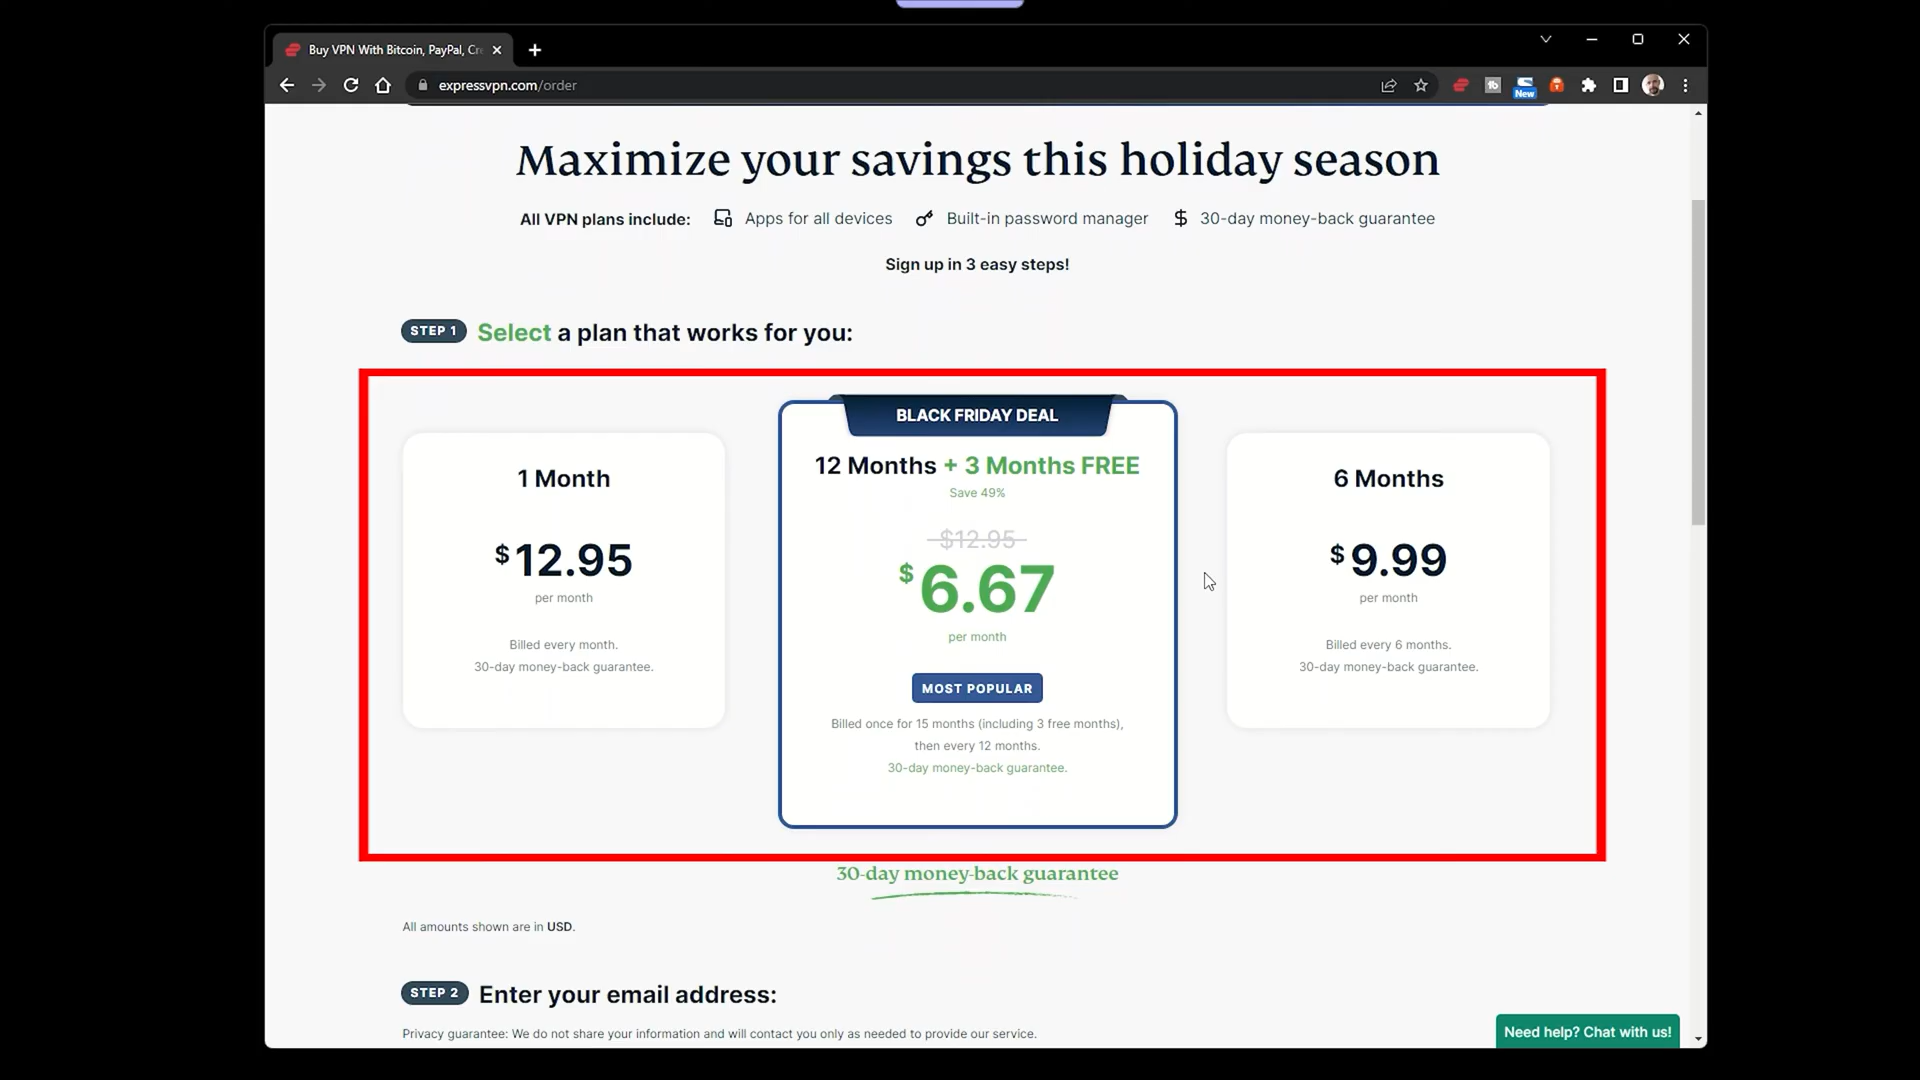 Buy VPN With Bitcoin, PayPal, Cr
expressvpn.com/order
New
Maximize your savings this holiday season
All VPN plans include: Apps for all devices Built-in password manager $ 30-day money-back guarantee
Sign up in 3 easy steps!
STEP 1 Select a plan that works for you:
1 Month
$12.95
per month
Billed every month.
30-day money-back guarantee.
BLACK FRIDAY DEAL
12 Months + 3 Months FREE
Save 49%
$12.95
$6.67
per month
MOST POPULAR
Billed once for 15 months (including 3 free months),
then every 12 months.
30-day money-back guarantee.
6 Months
$9.99
per month
Billed every 6 months.
30-day money-back guarantee.
30-day money-back guarantee
All amounts shown are in USD.
STEP 2 Enter your email address:
Privacy guarantee: We do not share your information and will contact you only as needed to provide our service.
Need help? Chat with us!